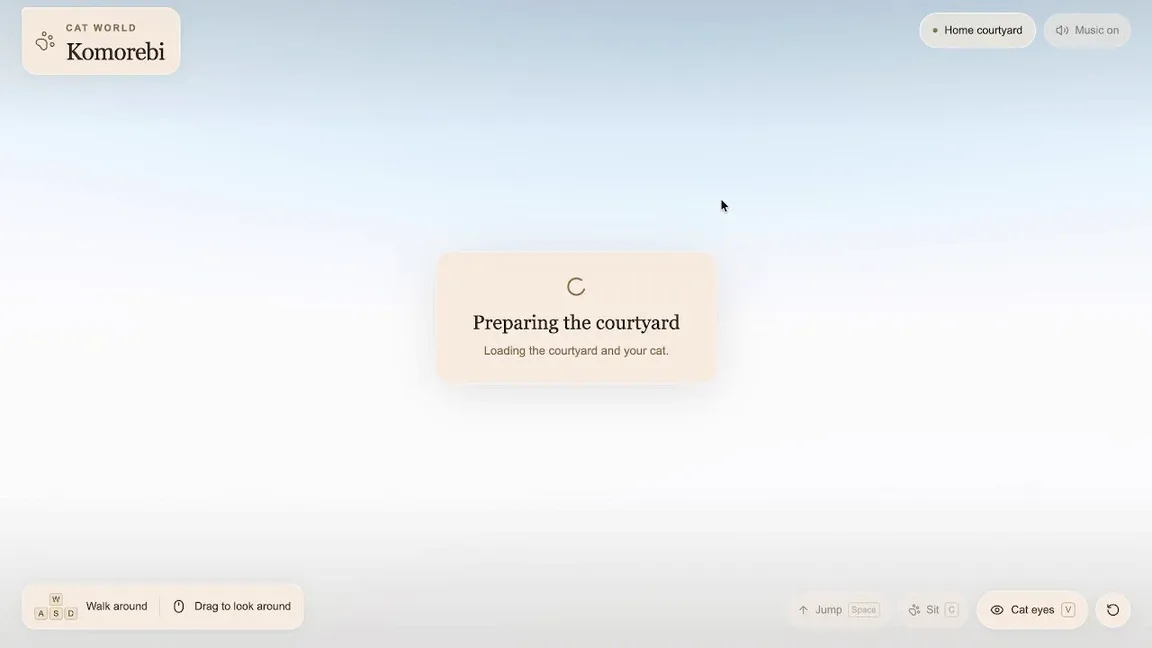 CAT WORLD
Komorebi
Home courtyard
Music on
Preparing the courtyard
Loading the courtyard and your cat.
W
A S D
Walk around
Drag to look around
Jump Space
Sit C
Cat eyes V